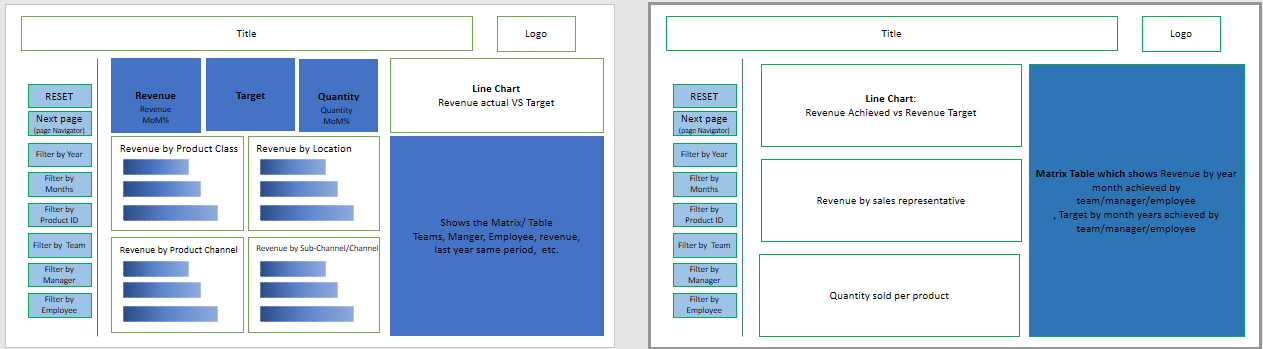 Title
Logo
RESET
Next page
(page Navigator)
Filter by Year
Filter by
Months
Filter by
Product ID
Filter by  Team
Filter by
Manager
Filter by
Employee
Revenue
Revenue
MoM%
Target
Quantity
Quantity
MoM%
Line Chart
Revenue actual VS Target
Revenue by Product Class
Revenue by Location
Revenue by Product Channel
Revenue by Sub-Channel/Channel
Shows the Matrix/ Table
Teams, Manger, Employee, revenue,
last year same period,  etc.
Title
Logo
RESET
Next page
(page Navigator)
Filter by Year
Filter by
Months
Filter by
Product ID
Filter by  Team
Filter by
Manager
Filter by
Employee
Line Chart:
Revenue Achieved vs Revenue Target
Revenue by sales representative
Quantity sold per product
Matrix Table which shows Revenue by year
month achieved by
team/manager/employee
, Target by month years achieved by
team/manager/employee